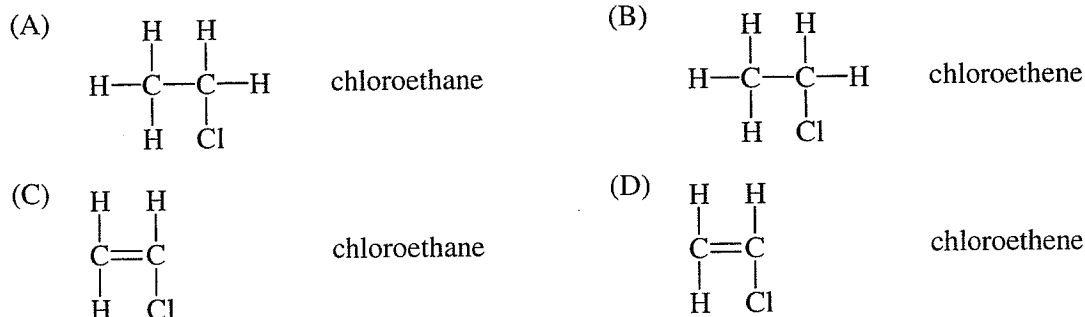 (A)
H H
H—C—C—H chloroethane
H Cl
(B)
H H
H—C—C—H chloroethene
H Cl
(C)
H H
C=C chloroethane
H Cl
(D)
H H
C=C chloroethene
H Cl